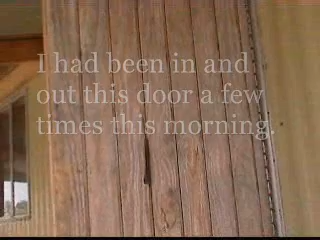 I had been in and
out this door a few
times this morning.